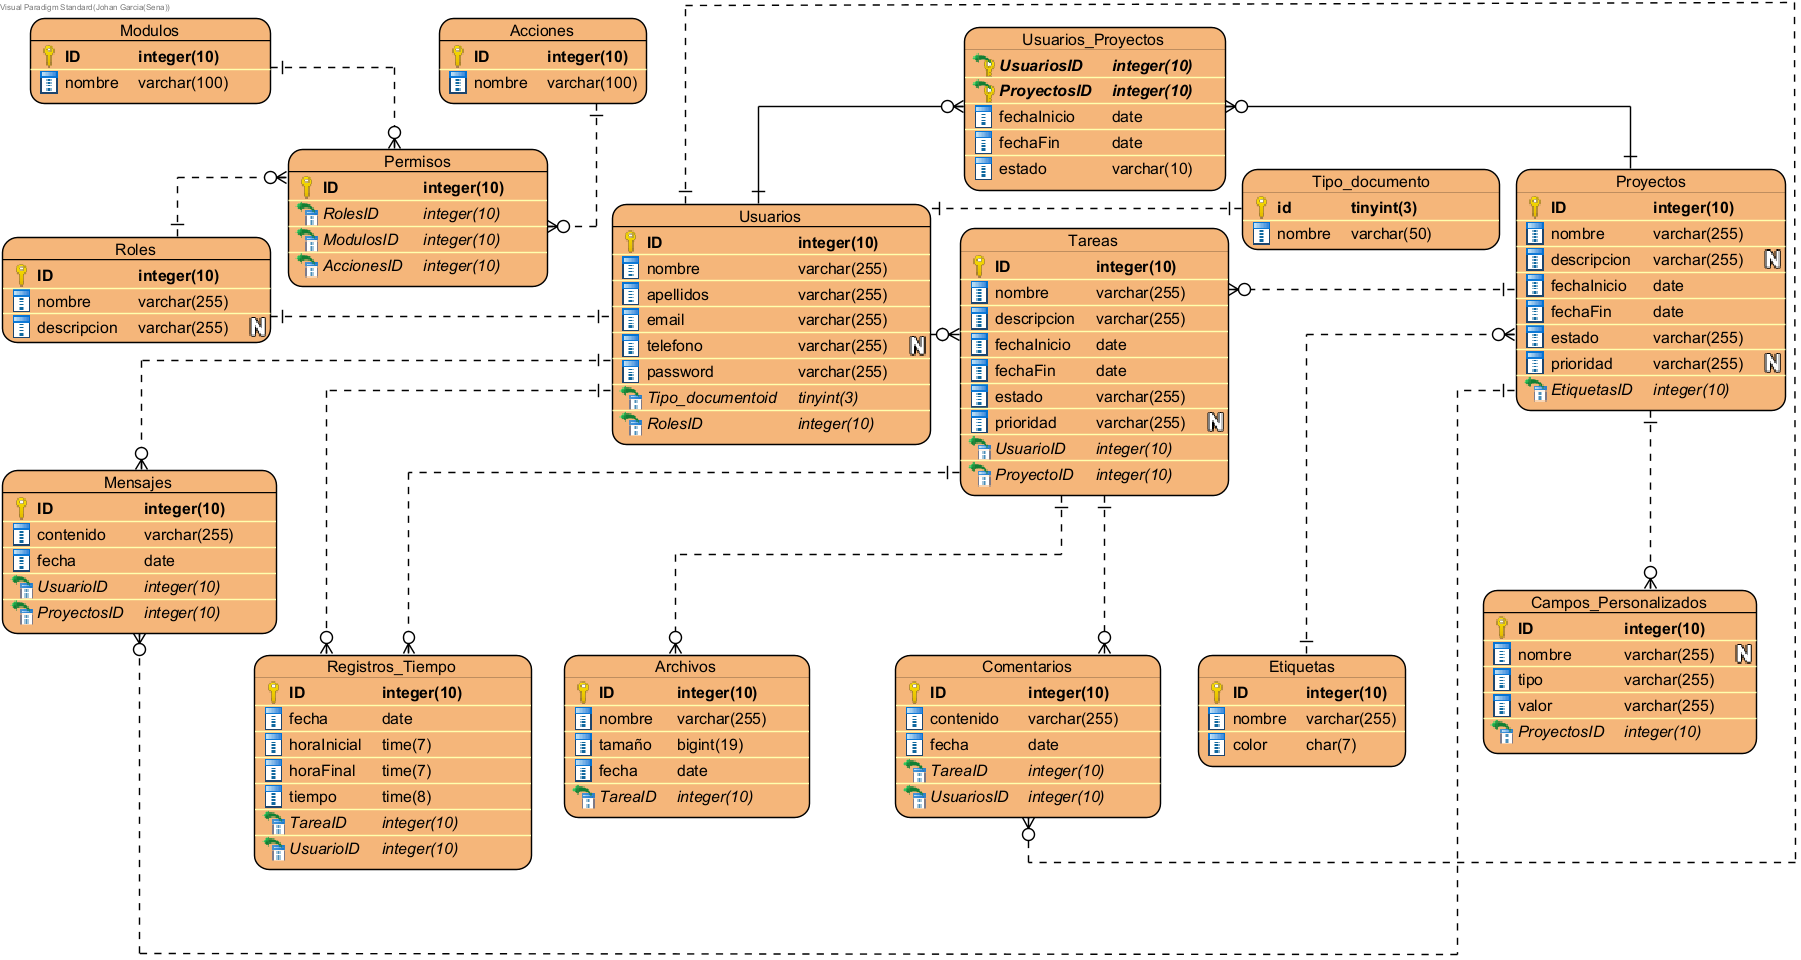 Visual Paradigm Standard(Johan Garcia(Sena))
Modulos
ID integer(10)
nombre varchar(100)
Acciones
ID integer(10)
nombre varchar(100)
Usuarios_Proyectos
UsuariosID integer(10)
ProyectosID integer(10)
fechaInicio date
fechaFin date
estado varchar(10)
Permisos
ID integer(10)
RolesID integer(10)
ModulosID integer(10)
AccionesID integer(10)
Tipo_documento
id tinyint(3)
nombre varchar(50)
Proyectos
ID integer(10)
nombre varchar(255)
descripcion varchar(255) N
fechaInicio date
fechaFin date
estado varchar(255)
prioridad varchar(255) N
EtiquetasID integer(10)
Roles
ID integer(10)
nombre varchar(255)
descripcion varchar(255) N
Usuarios
ID integer(10)
nombre varchar(255)
apellidos varchar(255)
email varchar(255)
telefono varchar(255) N
password varchar(255)
Tipo_documentoid tinyint(3)
RolesID integer(10)
Tareas
ID integer(10)
nombre varchar(255)
descripcion varchar(255)
fechaInicio date
fechaFin date
estado varchar(255)
prioridad varchar(255) N
UsuarioID integer(10)
ProyectoID integer(10)
Mensajes
ID integer(10)
contenido varchar(255)
fecha date
UsuarioID integer(10)
ProyectosID integer(10)
Registros_Tiempo
ID integer(10)
fecha date
horaInicial time(7)
horaFinal time(7)
tiempo time(8)
TareaID integer(10)
UsuarioID integer(10)
Archivos
ID integer(10)
nombre varchar(255)
tamaño bigint(19)
fecha date
TareaID integer(10)
Comentarios
ID integer(10)
contenido varchar(255)
fecha date
TareaID integer(10)
UsuariosID integer(10)
Etiquetas
ID integer(10)
nombre varchar(255)
color char(7)
Campos_Personalizados
ID integer(10)
nombre varchar(255) N
tipo varchar(255)
valor varchar(255)
ProyectosID integer(10)